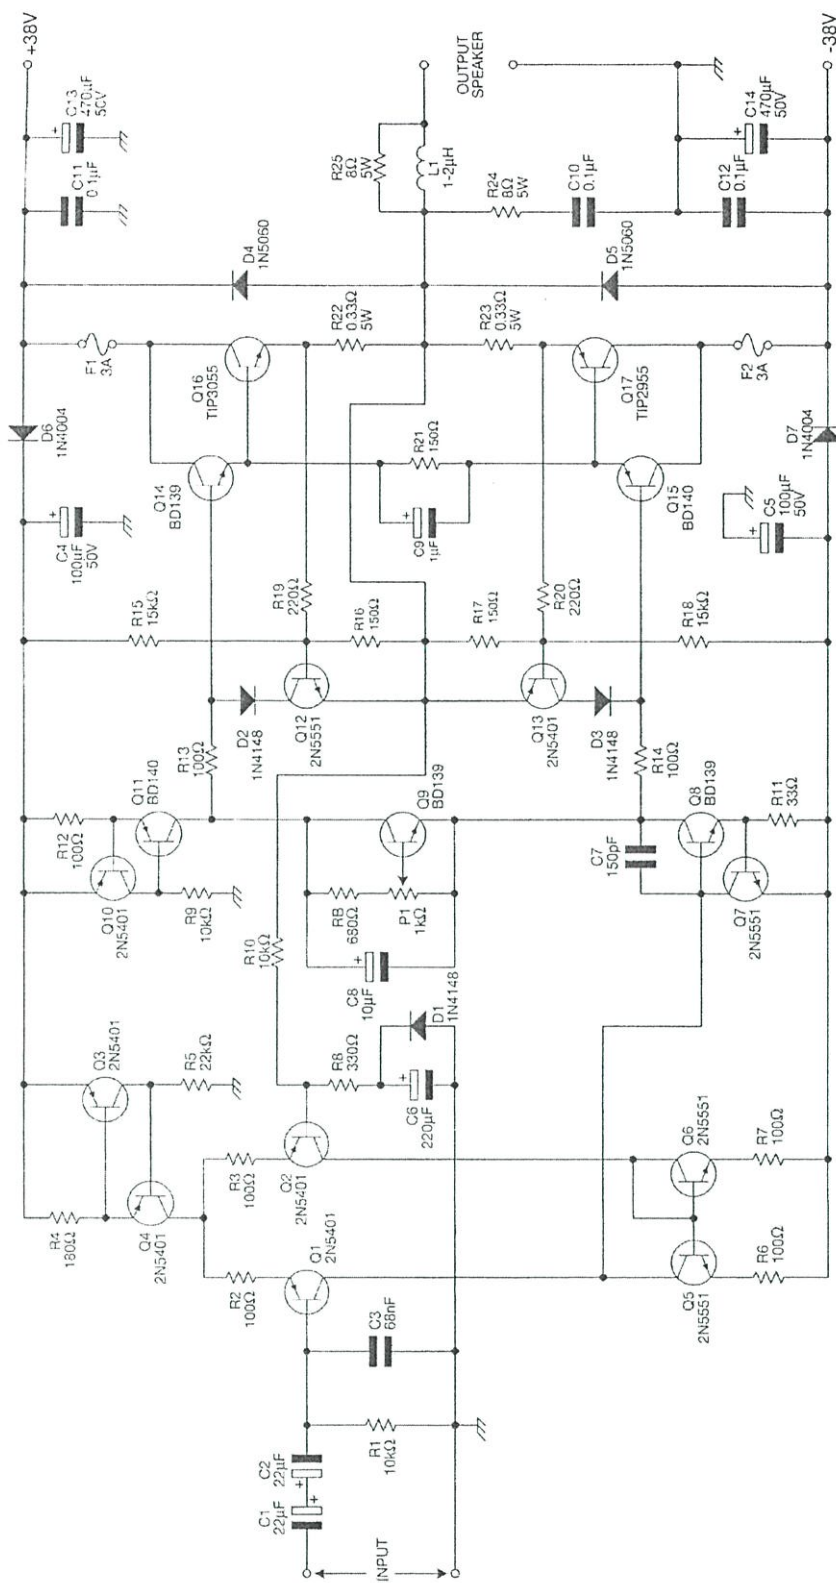 +38V
C13
470µF
50V
C11
0.1µF
F1
3A
D6
1N4004
C4
100µF
50V
R15
15kΩ
R12
100Ω
R4
180Ω
Q3
2N5401
Q4
2N5401
R5
22kΩ
Q10
2N5401
Q11
BD140
R9
10kΩ
R13
100Ω
Q14
BD139
Q16
TIP3055
D4
1N5060
R22
0.33Ω
5W
R25
8Ω
5W
L1
1-2µH
OUTPUT
SPEAKER
R19
220Ω
D2
1N4148
Q12
2N5551
R16
150Ω
C9
1µF
R21
150Ω
R2
100Ω
R3
100Ω
Q1
2N5401
Q2
2N5401
R10
10kΩ
R8
330Ω
C6
220µF
D1
1N4148
C8
10µF
RB
680Ω
P1
1kΩ
Q9
BD139
R17
150Ω
Q13
2N5401
R20
220Ω
D3
1N4148
R23
0.33Ω
5W
R24
8Ω
5W
C10
0.1µF
C1
22µF
C2
22µF
INPUT
R1
10kΩ
C3
68nF
C7
150pF
R14
100Ω
Q15
BD140
Q17
TIP2955
D5
1N5060
R18
15kΩ
Q5
2N5551
Q6
2N5551
R6
100Ω
R7
100Ω
Q7
2N5551
Q8
BD139
R11
33Ω
C5
100µF
50V
D7
1N4004
F2
3A
C12
0.1µF
C14
470µF
50V
-38V